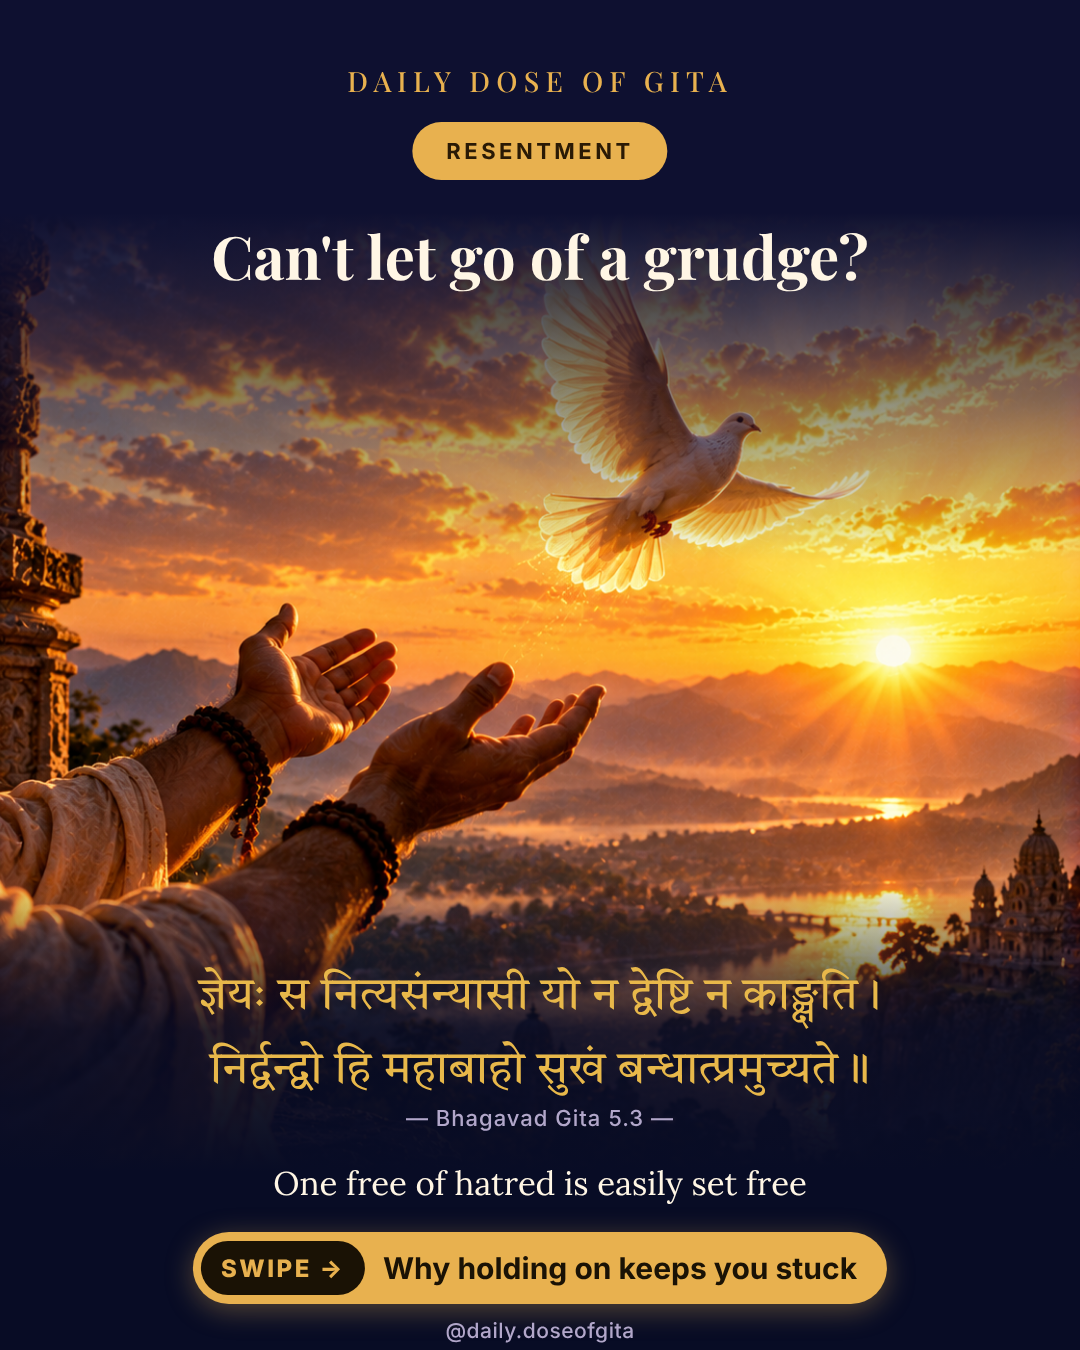 DAILY DOSE OF GITA
RESENTMENT
Can't let go of a grudge?
ज्ञेयः स नित्यसंन्यासी यो न द्वेष्टि न काङ्क्षति।
निर्द्वन्द्वो हि महाबाहो सुखं बन्धात्प्रमुच्यते॥
— Bhagavad Gita 5.3 —
One free of hatred is easily set free
SWIPE → Why holding on keeps you stuck
@daily.doseofgita